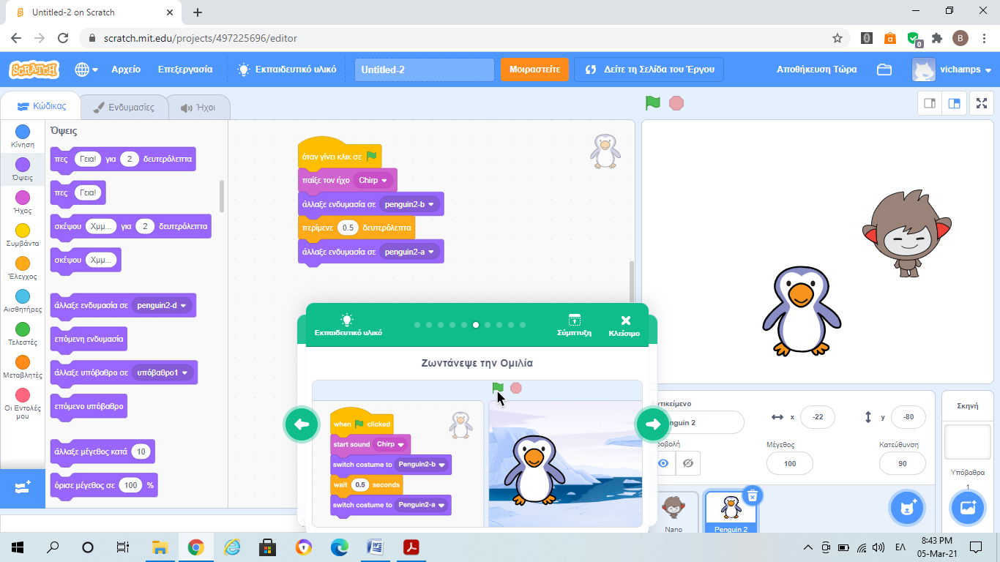 Untitled-2 on Scratch
scratch.mit.edu/projects/497225696/editor
0
B
SCRATCH
Αρχείο
Επεξεργασία
Εκπαιδευτικό υλικό
Untitled-2
Μοιραστείτε
Δείτε τη Σελίδα του Έργου
Αποθήκευση Τώρα
vichamps
Κώδικας
Ενδυμασίες
Ήχοι
Κίνηση
Όψεις
Ήχος
Συμβάντα
Έλεγχος
Αισθητήρες
Τελεστές
Μεταβλητές
Οι Εντολές
μου
Όψεις
πες Γεια! για 2 δευτερόλεπτα
πες Γεια!
σκέψου Χμμ... για 2 δευτερόλεπτα
σκέψου Χμμ...
άλλαξε ενδυμασία σε penguin2-d
επόμενη ενδυμασία
άλλαξε υπόβαθρο σε υπόβαθρο1
επόμενο υπόβαθρο
άλλαξε μέγεθος κατά 10
όρισε μέγεθος σε 100 %
όταν γίνει κλικ σε
παίξε τον ήχο Chirp
άλλαξε ενδυμασία σε penguin2-b
περίμενε 0.5 δευτερόλεπτα
άλλαξε ενδυμασία σε penguin2-a
Εκπαιδευτικό υλικό
Σύμπτυξη
Κλείσιμο
Ζωντάνεψε την Ομιλία
when clicked
start sound Chirp
switch costume to Penguin2-b
wait 0.5 seconds
switch costume to Penguin2-a
ντικείμενο
nguin 2
x -22
y -80
ροβολή
Μέγεθος
100
Κατεύθυνση
90
Nano
Penguin 2
Σκηνή
Υπόβαθρα
1
ΕΛ
8:43 PM
05-Mar-21